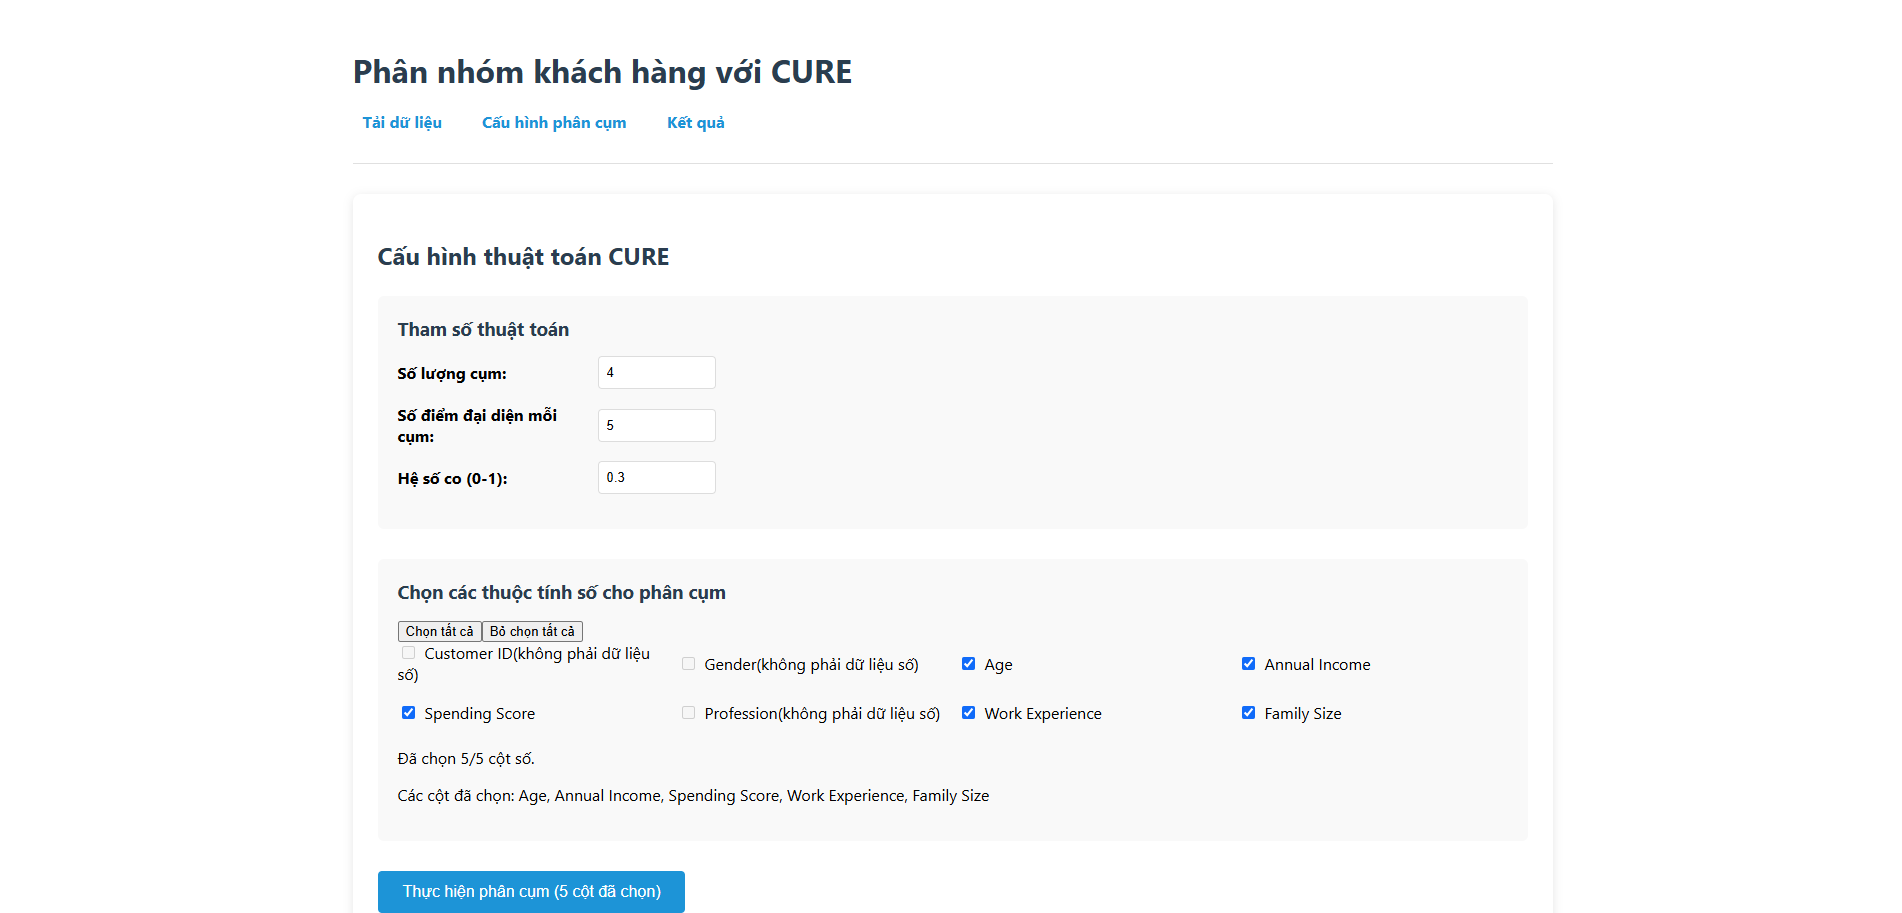 Phân nhóm khách hàng với CURE
Tải dữ liệu Cấu hình phân cụm Kết quả
Cấu hình thuật toán CURE
Tham số thuật toán
Số lượng cụm: 4
Số điểm đại diện mỗi
cụm: 5
Hệ số co (0-1): 0.3
Chọn các thuộc tính số cho phân cụm
Chọn tất cả Bỏ chọn tất cả
Customer ID(không phải dữ liệu
số)
Gender(không phải dữ liệu số) Age Annual Income
Spending Score Profession(không phải dữ liệu số) Work Experience Family Size
Đã chọn 5/5 cột số.
Các cột đã chọn: Age, Annual Income, Spending Score, Work Experience, Family Size
Thực hiện phân cụm (5 cột đã chọn)